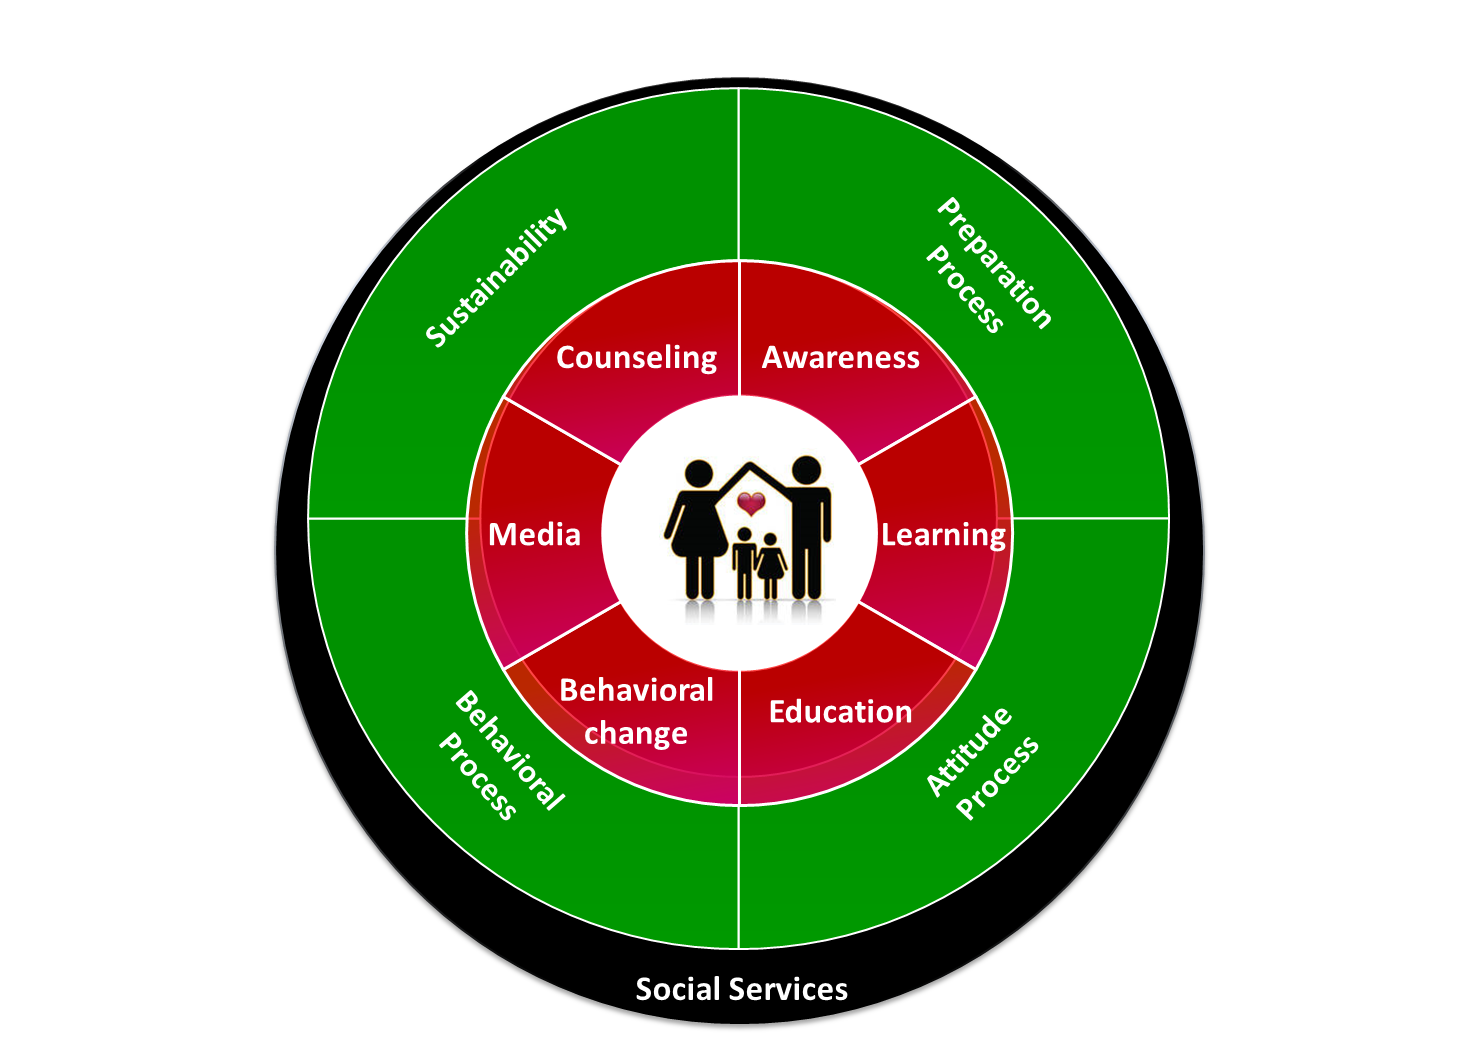 Sustainability
Preparation
Process
Counseling
Awareness
Media
Learning
Behavioral
change
Education
Behavioral
Process
Attitude
Process
Social Services